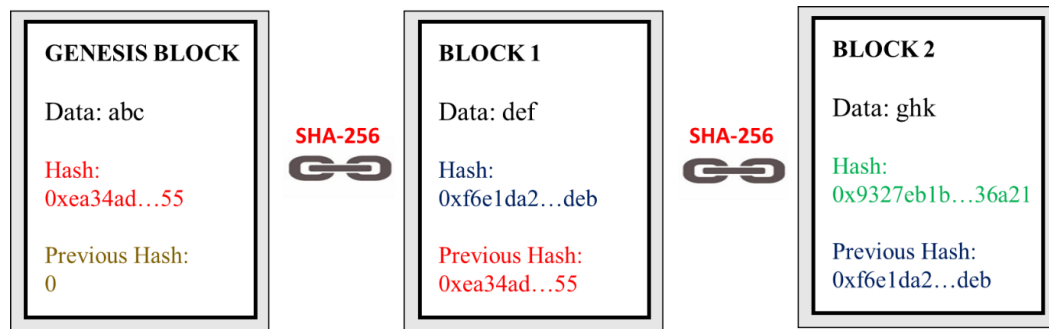 GENESIS BLOCK
Data: abc
Hash:
0xea34ad…55
Previous Hash:
0
SHA-256
BLOCK 1
Data: def
Hash:
0xf6e1da2…deb
Previous Hash:
0xea34ad…55
SHA-256
BLOCK 2
Data: ghk
Hash:
0x9327eb1b…36a21
Previous Hash:
0xf6e1da2…deb